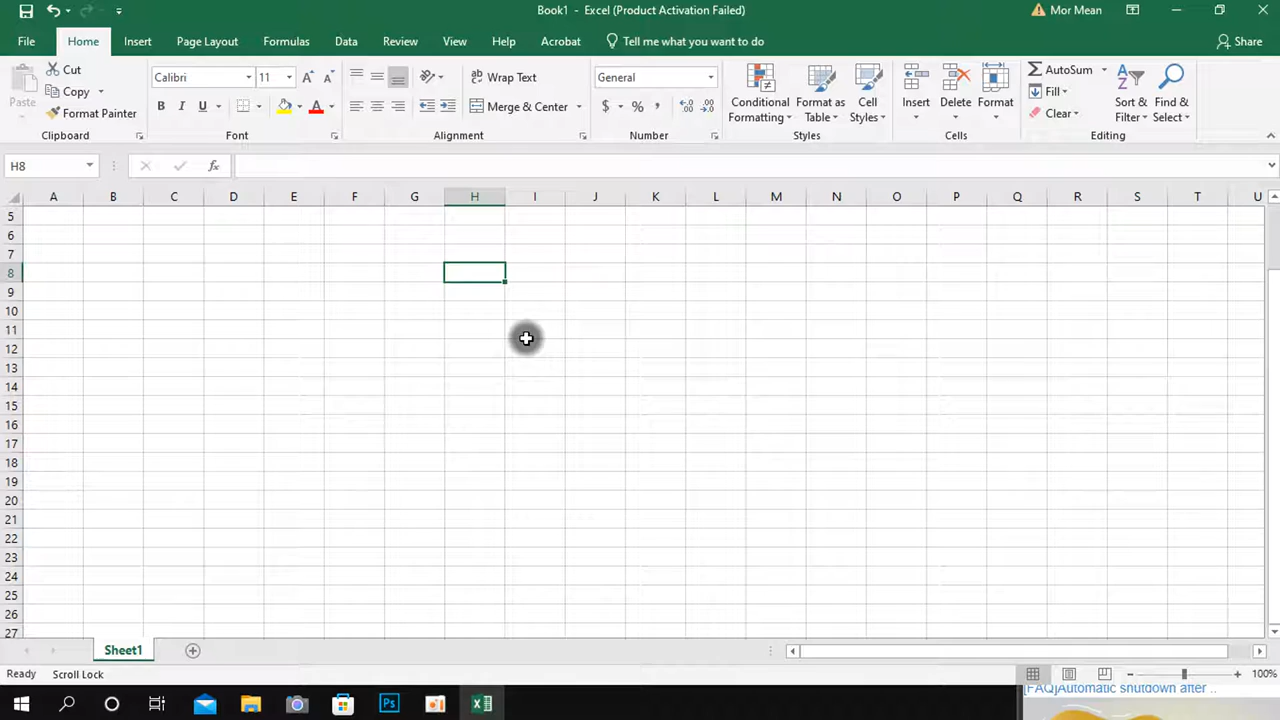 Book1 - Excel (Product Activation Failed) Mor Mean
File Home Insert Page Layout Formulas Data Review View Help Acrobat Tell me what you want to do Share
Cut Calibri 11 Wrap Text General AutoSum
Paste Copy Merge & Center $ % Conditional Formatting Format as Table Cell Styles Insert Delete Format Fill Sort & Filter Find & Select
Format Painter B I U A Clear
Clipboard Font Alignment Number Styles Cells Editing
H8 fx
A B C D E F G H I J K L M N O P Q R S T U
5
6
7
8
9
10
11
12
13
14
15
16
17
18
19
20
21
22
23
24
25
26
27
Sheet1
Ready Scroll Lock 100%
[FAQ]Automatic shutdown after ..
Ps